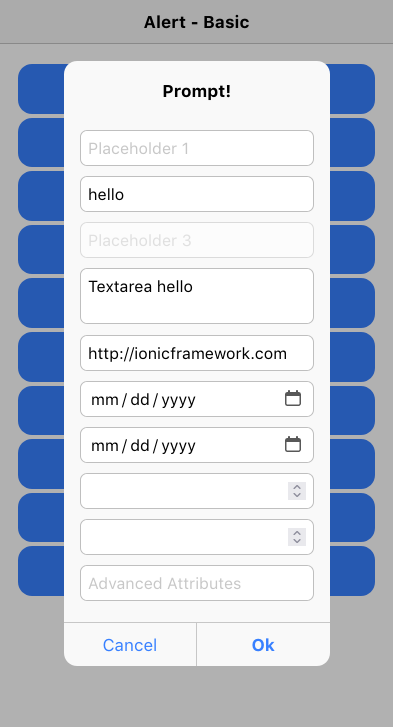 Alert - Basic
Prompt!
Placeholder 1
hello
Placeholder 3
Textarea hello
http://ionicframework.com
mm/dd/yyyy
mm/dd/yyyy
Advanced Attributes
Cancel
Ok